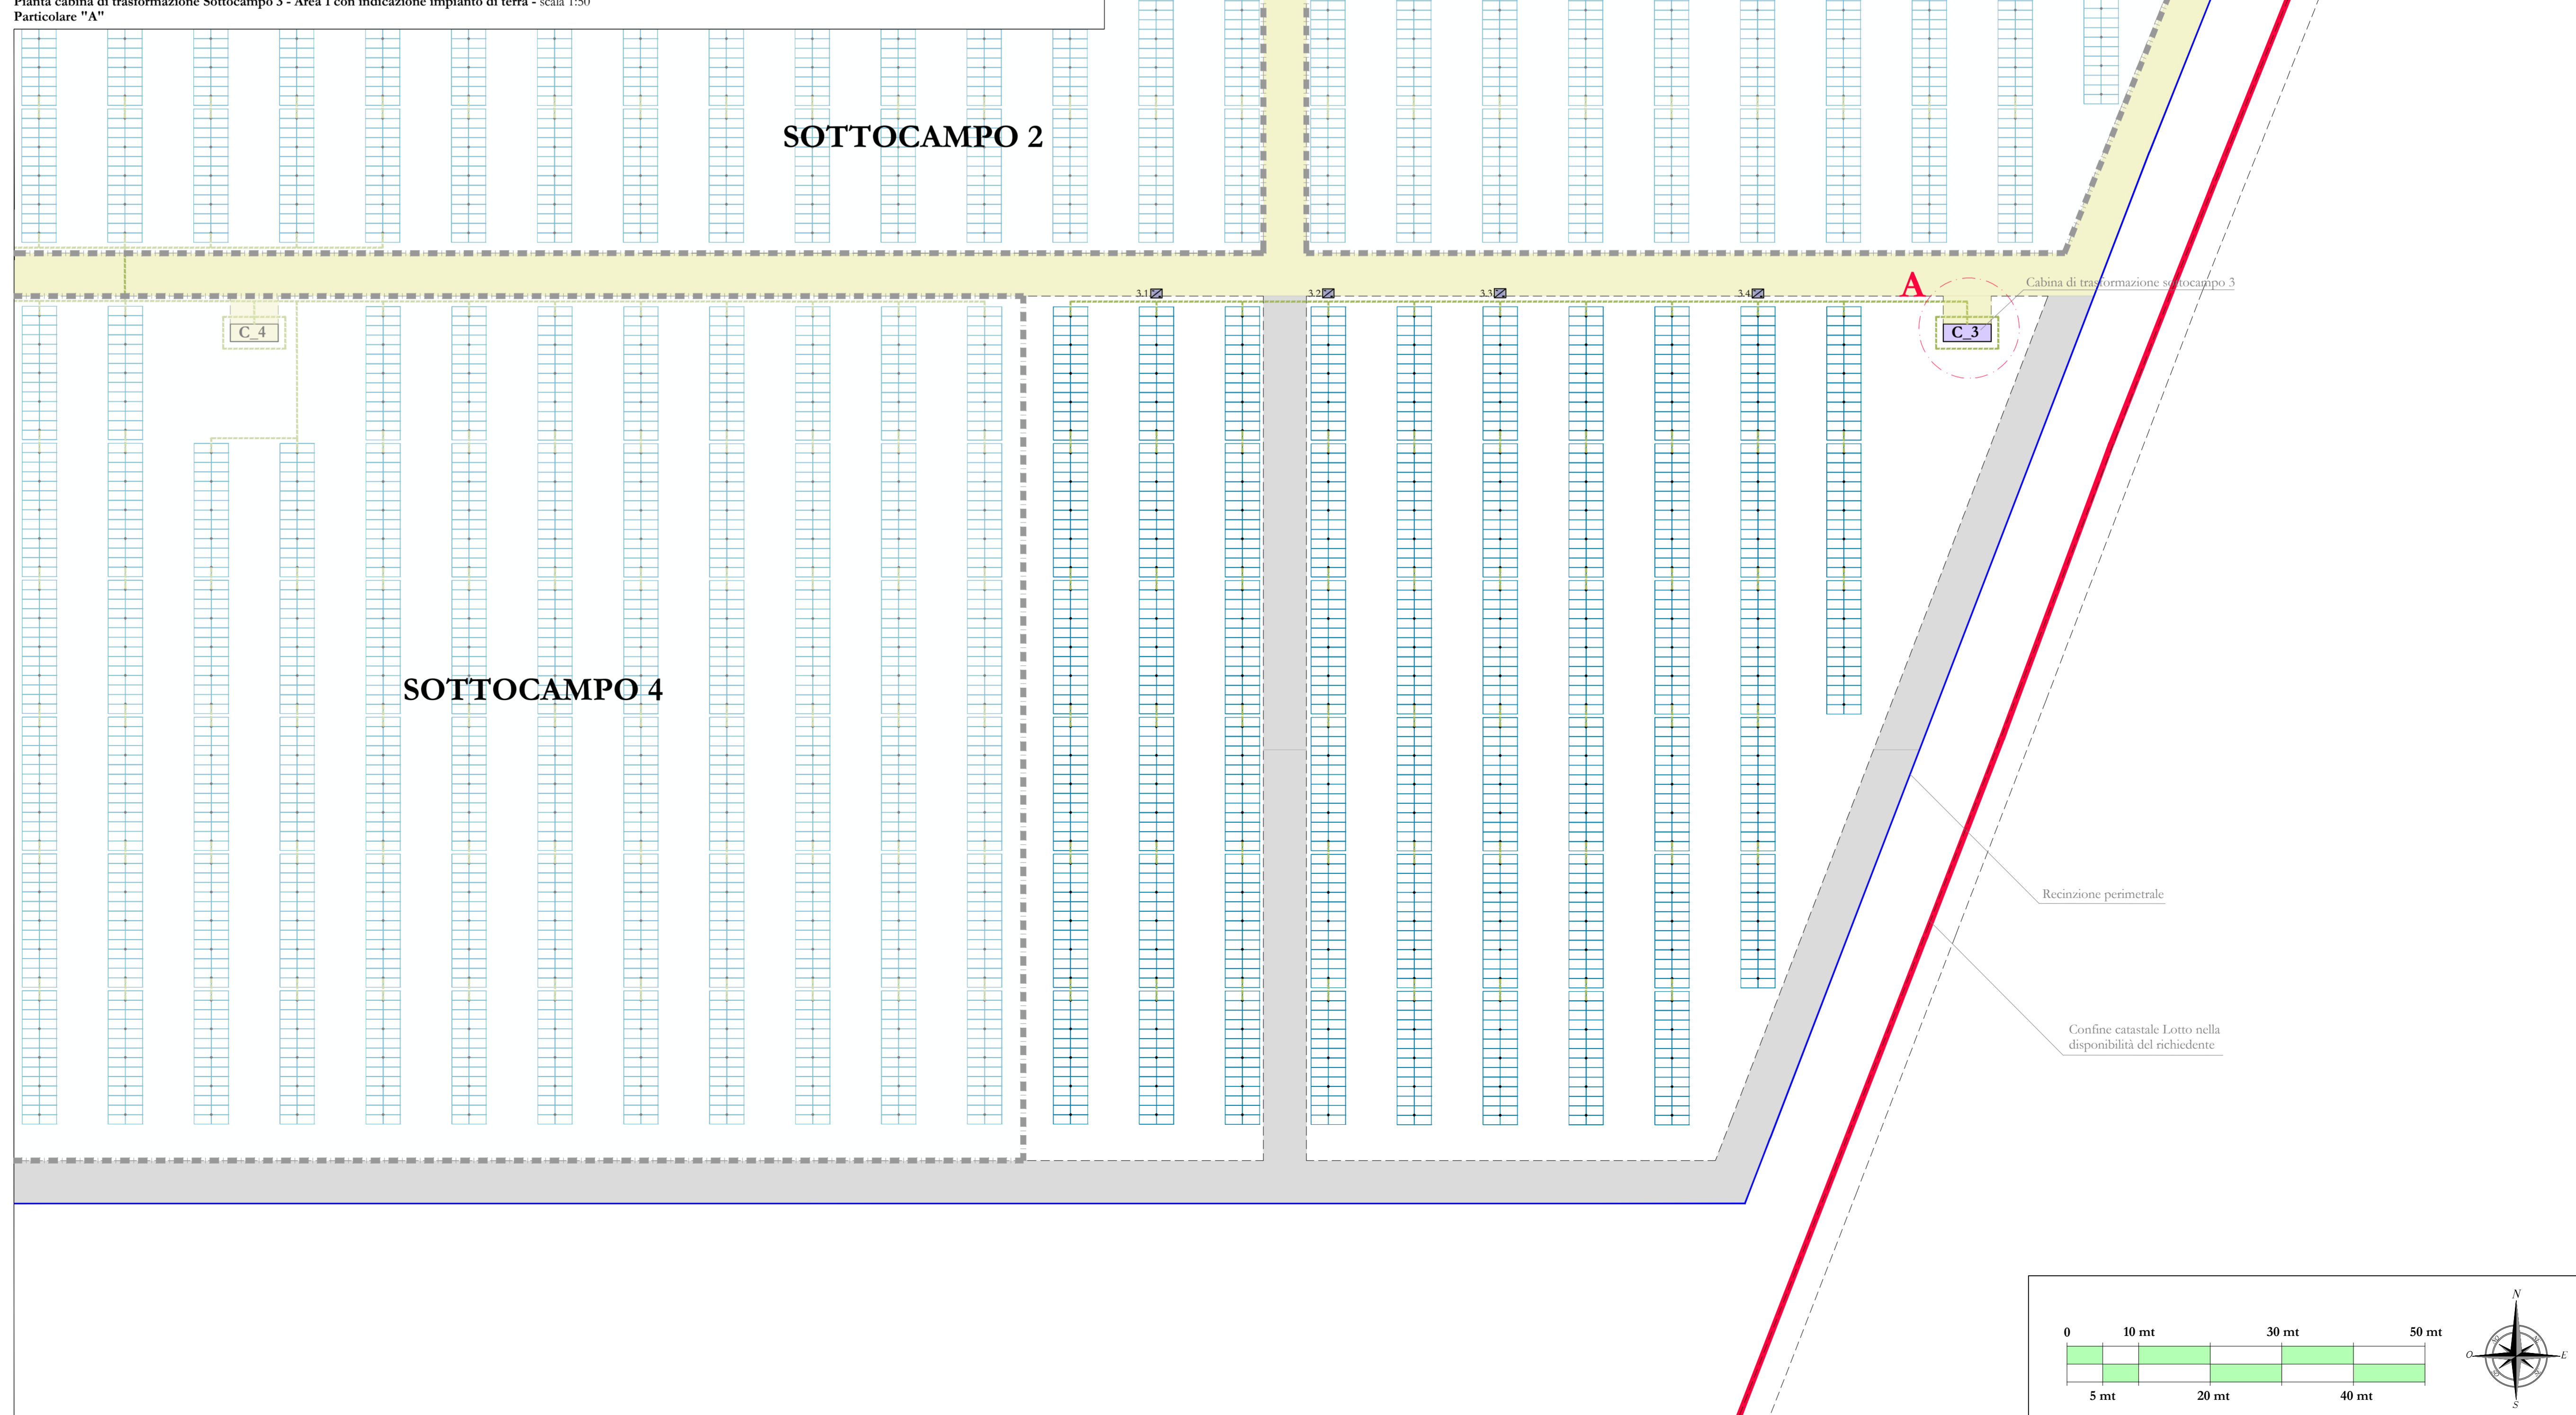 Pianta cabina di trasformazione Sottocampo 3 - Area 1 con indicazione impianto di terra - scala 1:50
Particolare "A"
SOTTOCAMPO 2
3.1
3.2
3.3
3.4
A
Cabina di trasformazione sottocampo 3
C_4
C_3
SOTTOCAMPO 4
Recinzione perimetrale
Confine catastale Lotto nella
disponibilità del richiedente
N
0
10 mt
30 mt
50 mt
O
E
5 mt
20 mt
40 mt
S